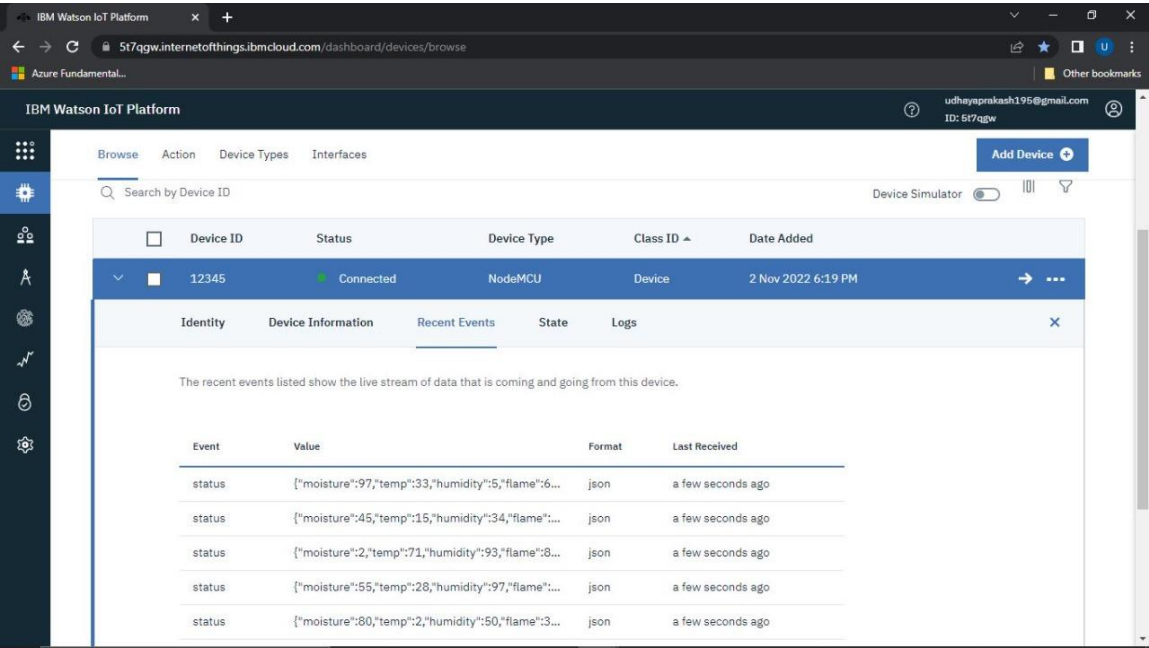 IBM Watson IoT Platform
5t7qgw.internetofthings.ibmcloud.com/dashboard/devices/browse
U
Azure Fundamental...
Other bookmarks
IBM Watson IoT Platform
udhayaprakash195@gmail.com
ID: 5t7qgw
Browse Action Device Types Interfaces Add Device
Search by Device ID Device Simulator
Device ID Status Device Type Class ID Date Added
12345 Connected NodeMCU Device 2 Nov 2022 6:19 PM
Identity Device Information Recent Events State Logs
The recent events listed show the live stream of data that is coming and going from this device.
Event Value Format Last Received
status {"moisture":97,"temp":33,"humidity":5,"flame":6... json a few seconds ago
status {"moisture":45,"temp":15,"humidity":34,"flame":... json a few seconds ago
status {"moisture":2,"temp":71,"humidity":93,"flame":8... json a few seconds ago
status {"moisture":55,"temp":28,"humidity":97,"flame":... json a few seconds ago
status {"moisture":80,"temp":2,"humidity":50,"flame":3... json a few seconds ago